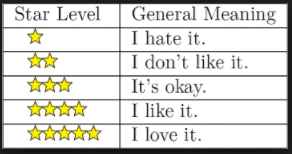 Star Level General Meaning
I hate it.
I don't like it.
It's okay.
I like it.
I love it.